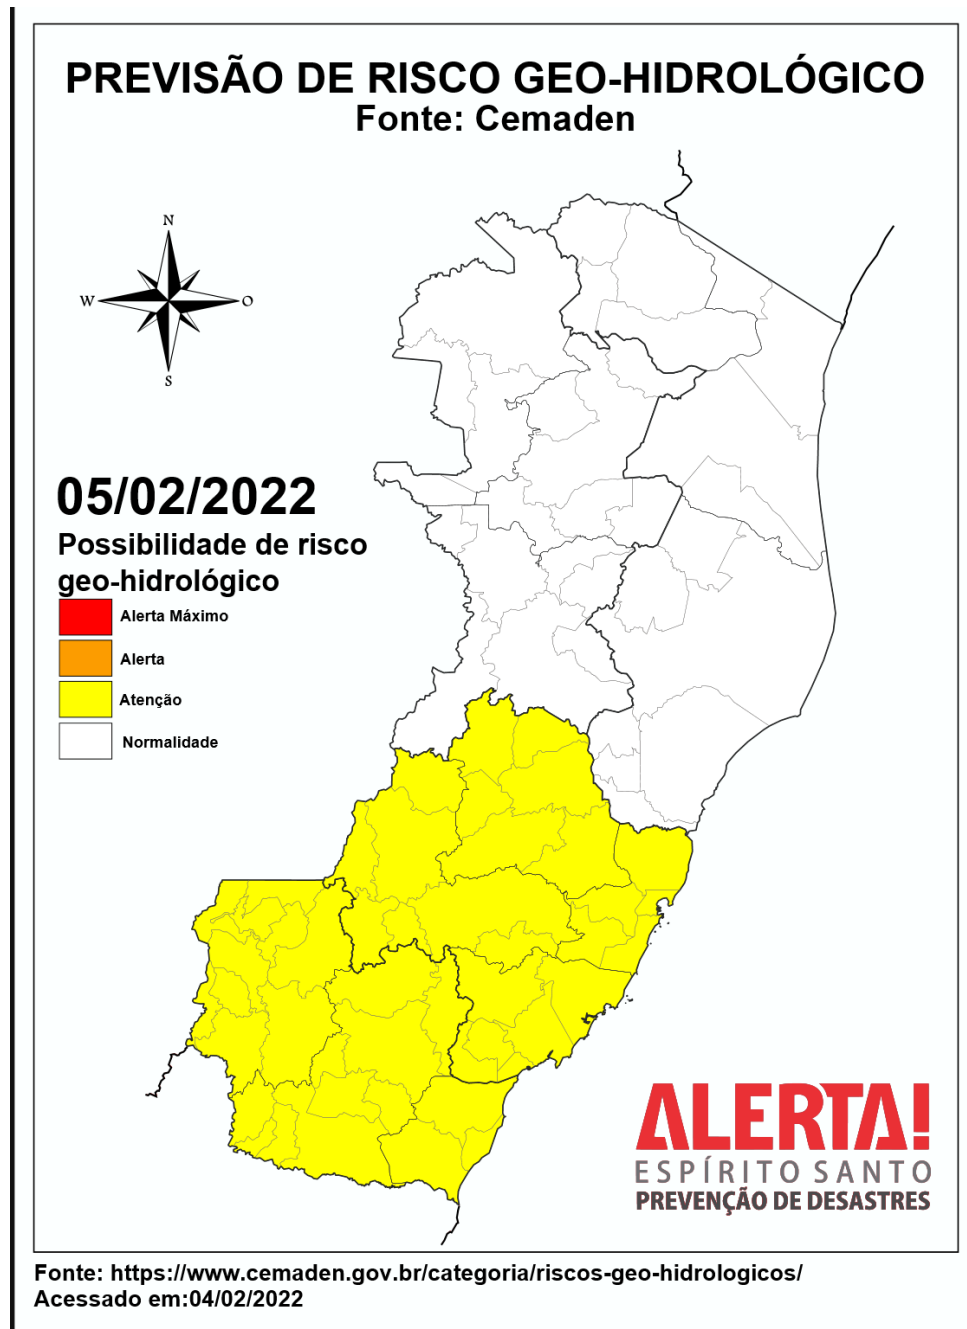 PREVISÃO DE RISCO GEO-HIDROLÓGICO
Fonte: Cemaden
N
W
O
S
05/02/2022
Possibilidade de risco
geo-hidrológico
Alerta Máximo
Alerta
Atenção
Normalidade
ALERTA!
ESPÍRITO SANTO
PREVENÇÃO DE DESASTRES
Fonte: https://www.cemaden.gov.br/categoria/riscos-geo-hidrologicos/
Acessado em:04/02/2022